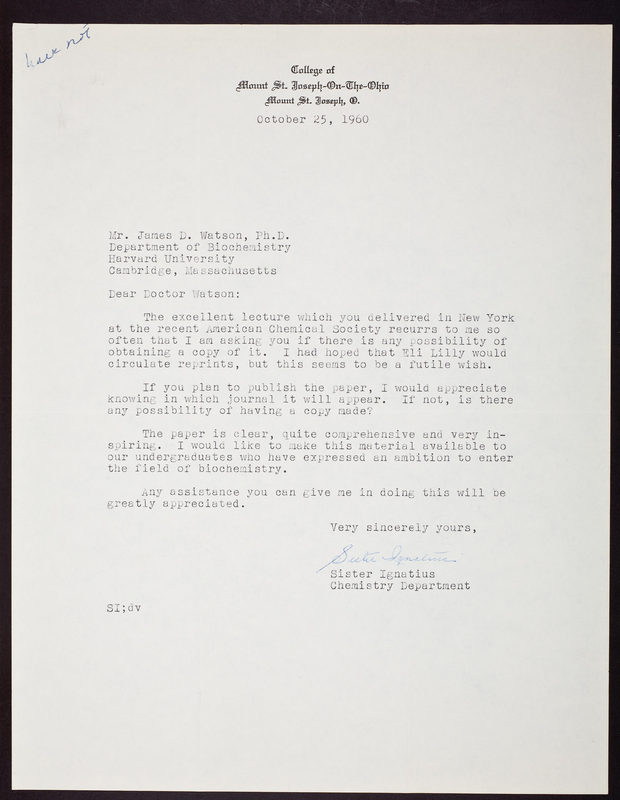 have not
College of
Mount St. Joseph-On-The-Ohio
Mount St. Joseph, O.
October 25, 1960
Mr. James D. Watson, Ph.D.
Department of Biochemistry
Harvard University
Cambridge, Massachusetts
Dear Doctor Watson:
The excellent lecture which you delivered in New York
at the recent American Chemical Society recurrs to me so
often that I am asking you if there is any possibility of
obtaining a copy of it. I had hoped that Eli Lilly would
circulate reprints, but this seems to be a futile wish.
If you plan to publish the paper, I would appreciate
knowing in which journal it will appear. If not, is there
any possibility of having a copy made?
The paper is clear, quite comprehensive and very in-
spiring. I would like to make this material available to
our undergraduates who have expressed an ambition to enter
the field of biochemistry.
Any assistance you can give me in doing this will be
greatly appreciated.
Very sincerely yours,
Sister Ignatius
Sister Ignatius
Chemistry Department
SI;dv